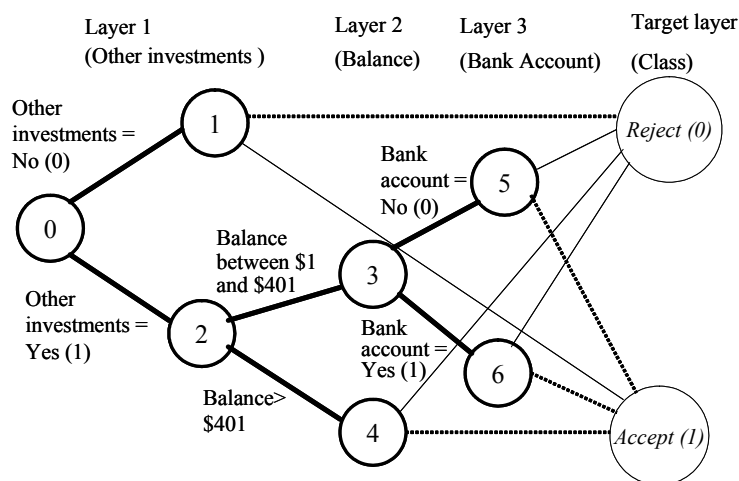 Layer 1
(Other investments )
Layer 2
(Balance)
Layer 3
(Bank Account)
Target layer
(Class)
Other
investments =
No (0)
1
Reject (0)
Bank
account =
No (0)
5
0
Balance
between $1
and $401
3
Other
investments =
Yes (1)
2
Bank
account =
Yes (1)
6
Balance>
$401
4
Accept (1)